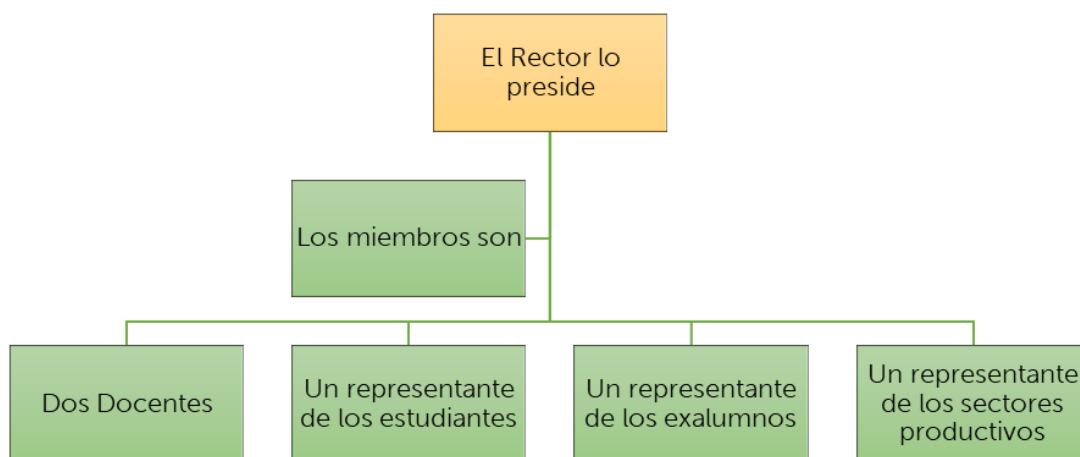 El Rector lo
preside
Los miembros son
Dos Docentes
Un representante
de los estudiantes
Un representante
de los exalumnos
Un representante
de los sectores
productivos